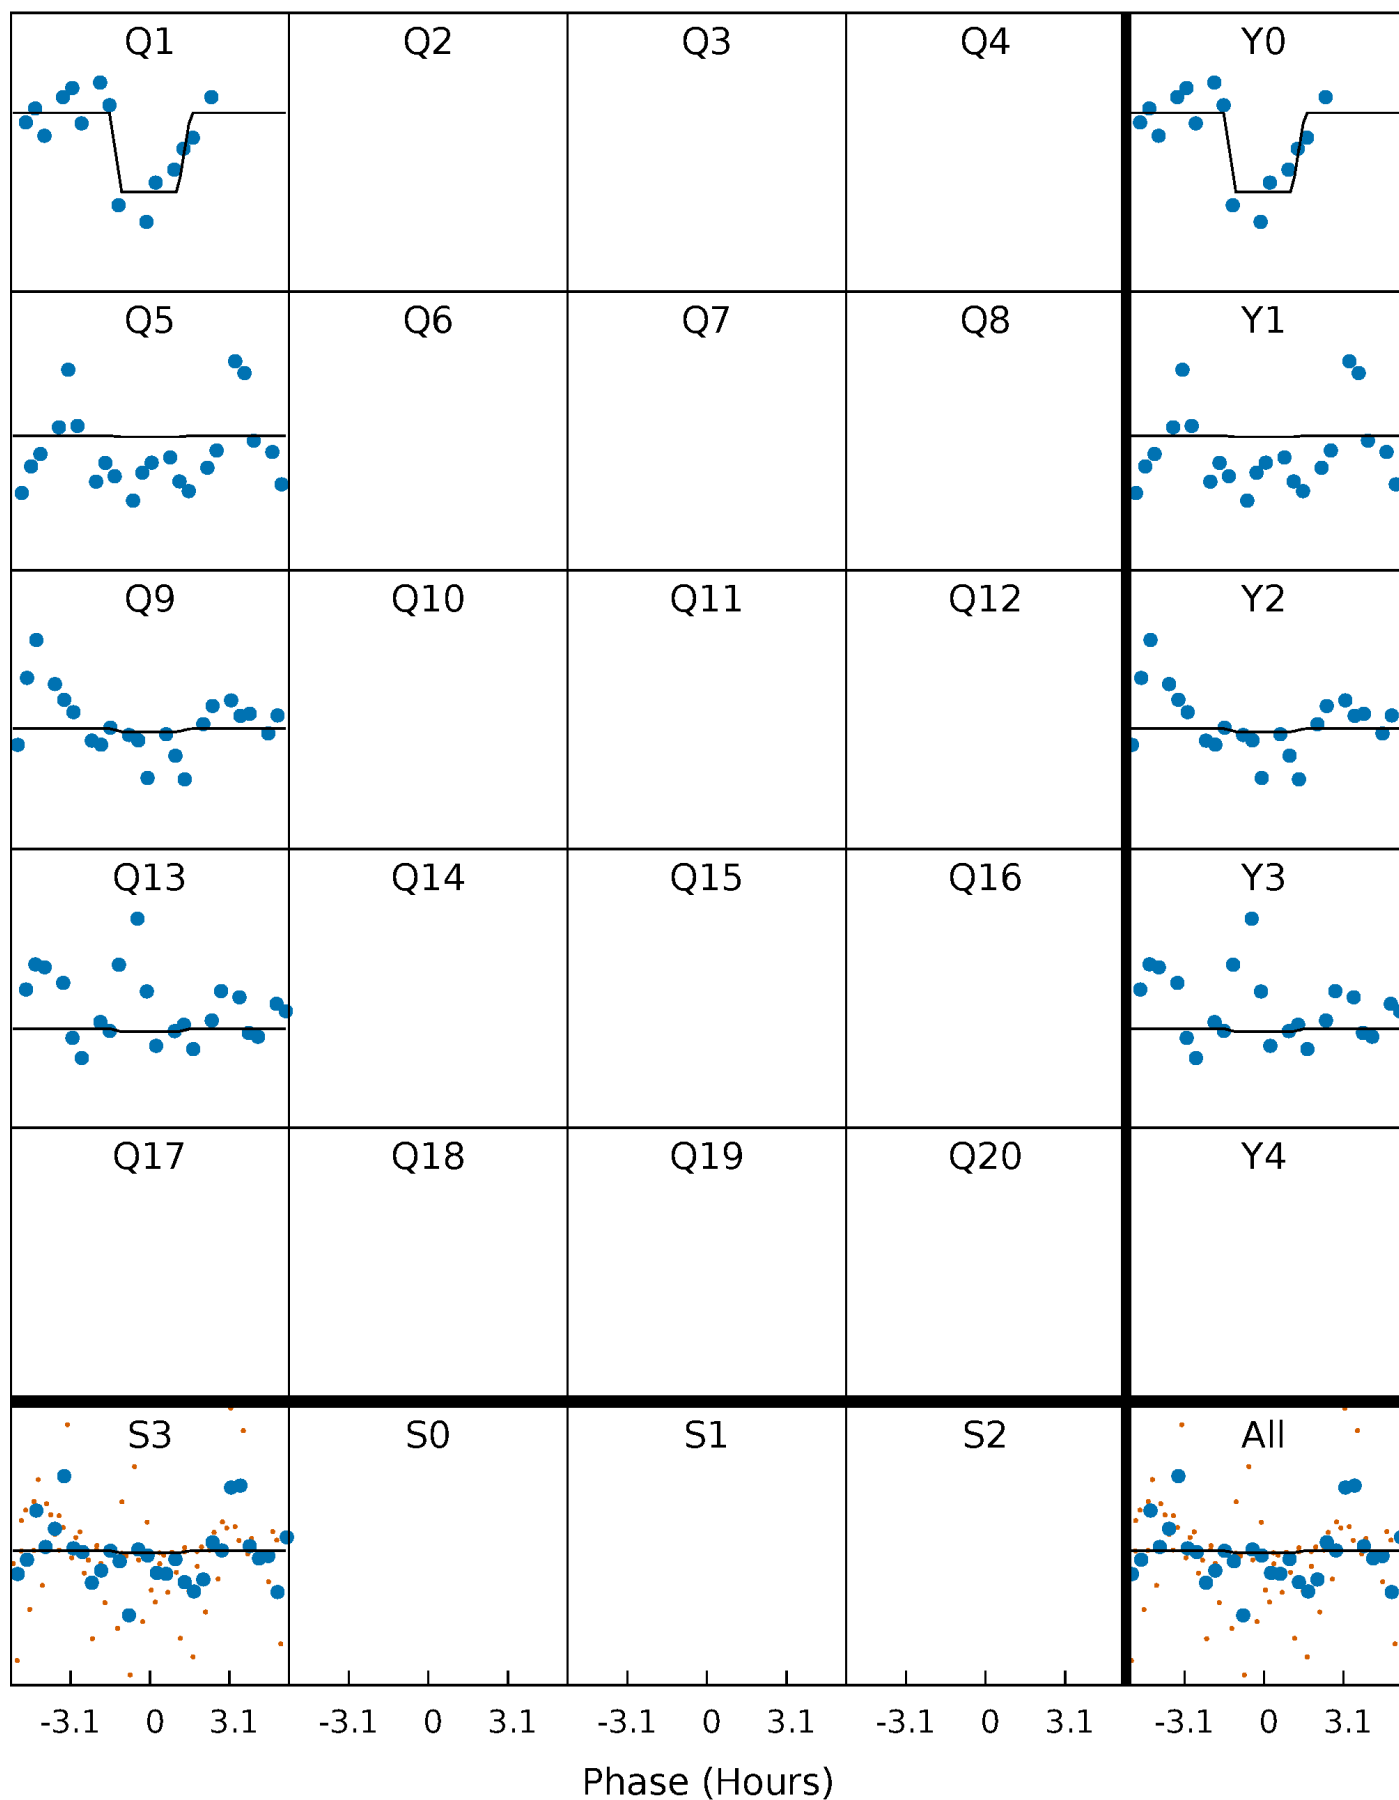 Q1 Q2 Q3 Q4 Y0
Q5 Q6 Q7 Q8 Y1
Q9 Q10 Q11 Q12 Y2
Q13 Q14 Q15 Q16 Y3
Q17 Q18 Q19 Q20 Y4
S3 S0 S1 S2 All
-3.1 0 3.1 -3.1 0 3.1 -3.1 0 3.1 -3.1 0 3.1 -3.1 0 3.1
Phase (Hours)